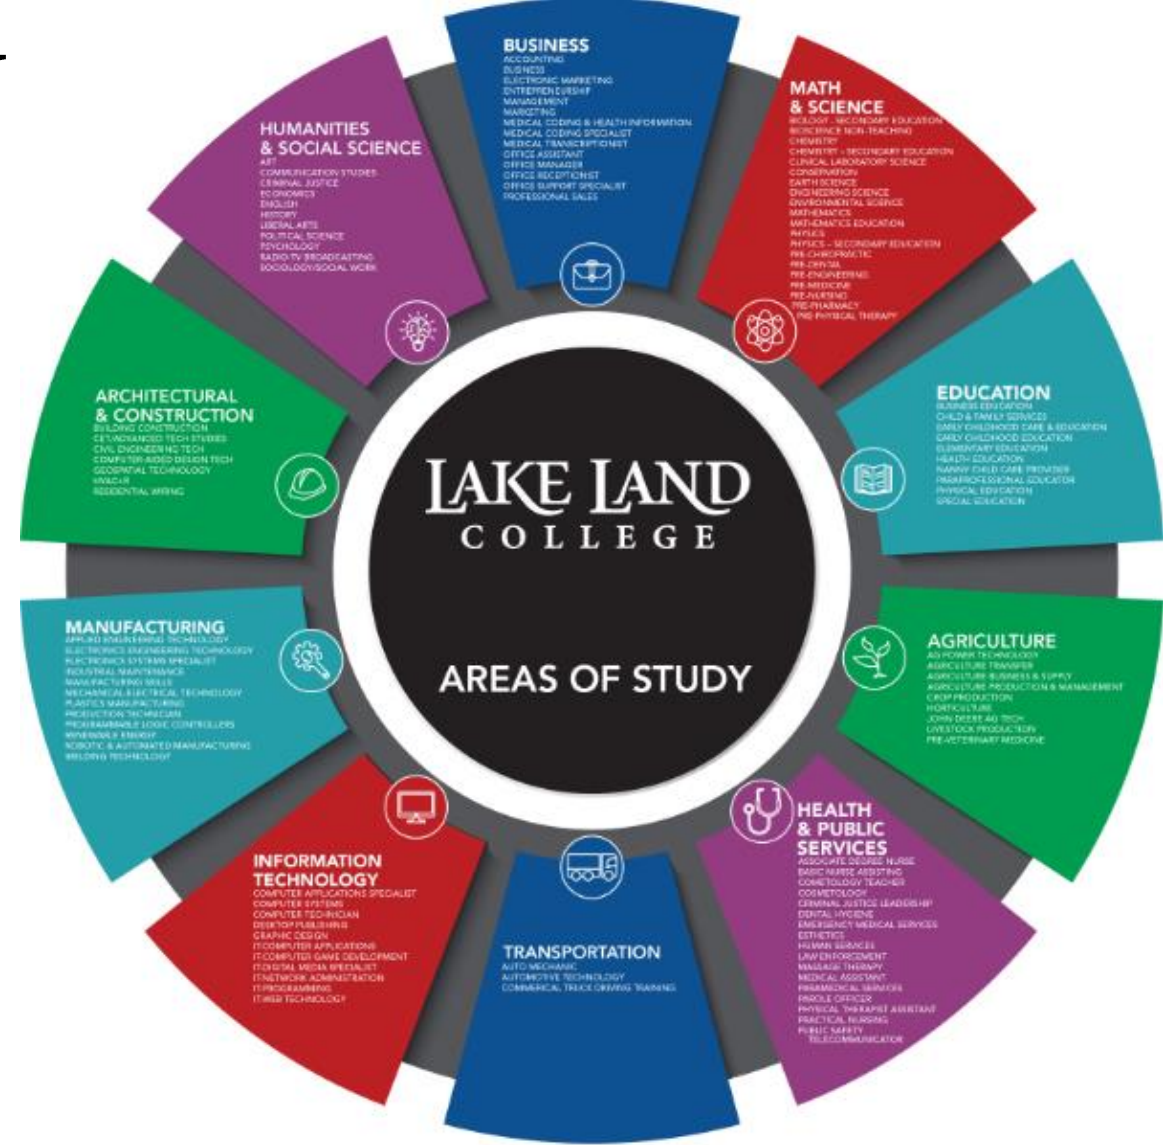 BUSINESS
ACCOUNTING
BUSINESS
ELECTRONIC MARKETING
ENTREPRENEURSHIP
MANAGEMENT
MARKETING
MEDICAL CODING & HEALTH INFORMATION
MEDICAL CODING SPECIALIST
MEDICAL TRANSCRIPTIONIST
OFFICE ASSISTANT
OFFICE MANAGER
OFFICE RECEPTIONIST
OFFICE SUPPORT SPECIALIST
PROFESSIONAL SALES
MATH
& SCIENCE
BIOLOGY - SECONDARY EDUCATION
BIOSCIENCE NON-TEACHING
CHEMISTRY
CHEMISTRY - SECONDARY EDUCATION
CLINICAL LABORATORY SCIENCE
CONSERVATION
EARTH SCIENCE
ENGINEERING SCIENCE
ENVIRONMENTAL SCIENCE
MATHEMATICS
MATHEMATICS EDUCATION
PHYSICS
PHYSICS - SECONDARY EDUCATION
PRE-CHIROPRACTIC
PRE-DENTAL
PRE-ENGINEERING
PRE-MEDICINE
PRE-NURSING
PRE-PHARMACY
PRE-PHYSICAL THERAPY
EDUCATION
BUSINESS EDUCATION
CHILD & FAMILY SERVICES
EARLY CHILDHOOD CARE & EDUCATION
EARLY CHILDHOOD EDUCATION
ELEMENTARY EDUCATION
HEALTH EDUCATION
NANNY CHILD CARE PROVIDER
PARAPROFESSIONAL EDUCATOR
PHYSICAL EDUCATION
SPECIAL EDUCATION
AGRICULTURE
AG POWER TECHNOLOGY
AGRICULTURE TRANSFER
AGRICULTURE BUSINESS & SUPPLY
AGRICULTURE PRODUCTION & MANAGEMENT
CROP PRODUCTION
HORTICULTURE
JOHN DEERE AG TECH
LIVESTOCK PRODUCTION
PRE-VETERINARY MEDICINE
HEALTH
& PUBLIC
SERVICES
ASSOCIATE DEGREE NURSE
BASIC NURSE ASSISTING
COSMETOLOGY TEACHER
COSMETOLOGY
CRIMINAL JUSTICE LEADERSHIP
DENTAL HYGIENE
EMERGENCY MEDICAL SERVICES
ESTHETICS
HUMAN SERVICES
LAW ENFORCEMENT
MASSAGE THERAPY
MEDICAL ASSISTANT
PARAMEDICAL SERVICES
PAROLE OFFICER
PHYSICAL THERAPIST ASSISTANT
PRACTICAL NURSING
PUBLIC SAFETY
TELECOMMUNICATOR
TRANSPORTATION
AUTO MECHANIC
AUTOMOTIVE TECHNOLOGY
COMMERICAL TRUCK DRIVING TRAINING
INFORMATION
TECHNOLOGY
COMPUTER APPLICATIONS SPECIALIST
COMPUTER SYSTEMS
COMPUTER TECHNICIAN
DESKTOP PUBLISHING
GRAPHIC DESIGN
IT-COMPUTER APPLICATIONS
IT-COMPUTER GAME DEVELOPMENT
IT-DIGITAL MEDIA SPECIALIST
IT-NETWORK ADMINISTRATION
IT-PROGRAMMING
IT-WEB TECHNOLOGY
MANUFACTURING
APPLIED ENGINEERING TECHNOLOGY
ELECTRONICS ENGINEERING TECHNOLOGY
ELECTRONICS SYSTEMS SPECIALIST
INDUSTRIAL MAINTENANCE
MANUFACTURING SKILLS
MECHANICAL-ELECTRICAL TECHNOLOGY
PLASTICS MANUFACTURING
PRODUCTION TECHNICIAN
PROGRAMMABLE LOGIC CONTROLLERS
RENEWABLE ENERGY
ROBOTIC & AUTOMATED MANUFACTURING
WELDING TECHNOLOGY
ARCHITECTURAL
& CONSTRUCTION
BUILDING CONSTRUCTION
CET/ADVANCED TECH STUDIES
CIVIL ENGINEERING TECH
COMPUTER-AIDED DESIGN TECH
GEOSPATIAL TECHNOLOGY
HVAC+R
RESIDENTIAL WIRING
HUMANITIES
& SOCIAL SCIENCE
ART
COMMUNICATION STUDIES
CRIMINAL JUSTICE
ECONOMICS
ENGLISH
HISTORY
LIBERAL ARTS
POLITICAL SCIENCE
PSYCHOLOGY
RADIO-TV BROADCASTING
SOCIOLOGY/SOCIAL WORK
LAKE LAND
COLLEGE
AREAS OF STUDY